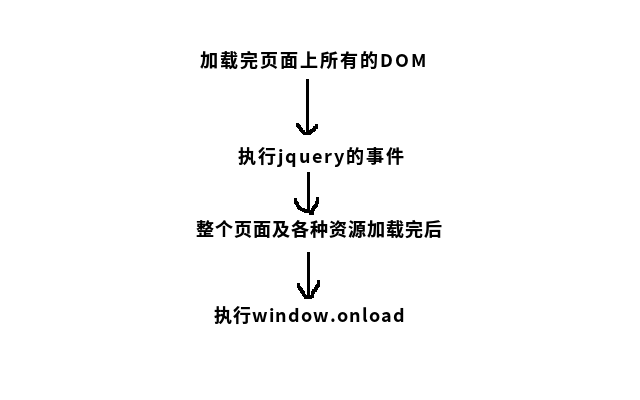 加载完页面上所有的DOM
执行jquery的事件
整个页面及各种资源加载完后
执行window.onload